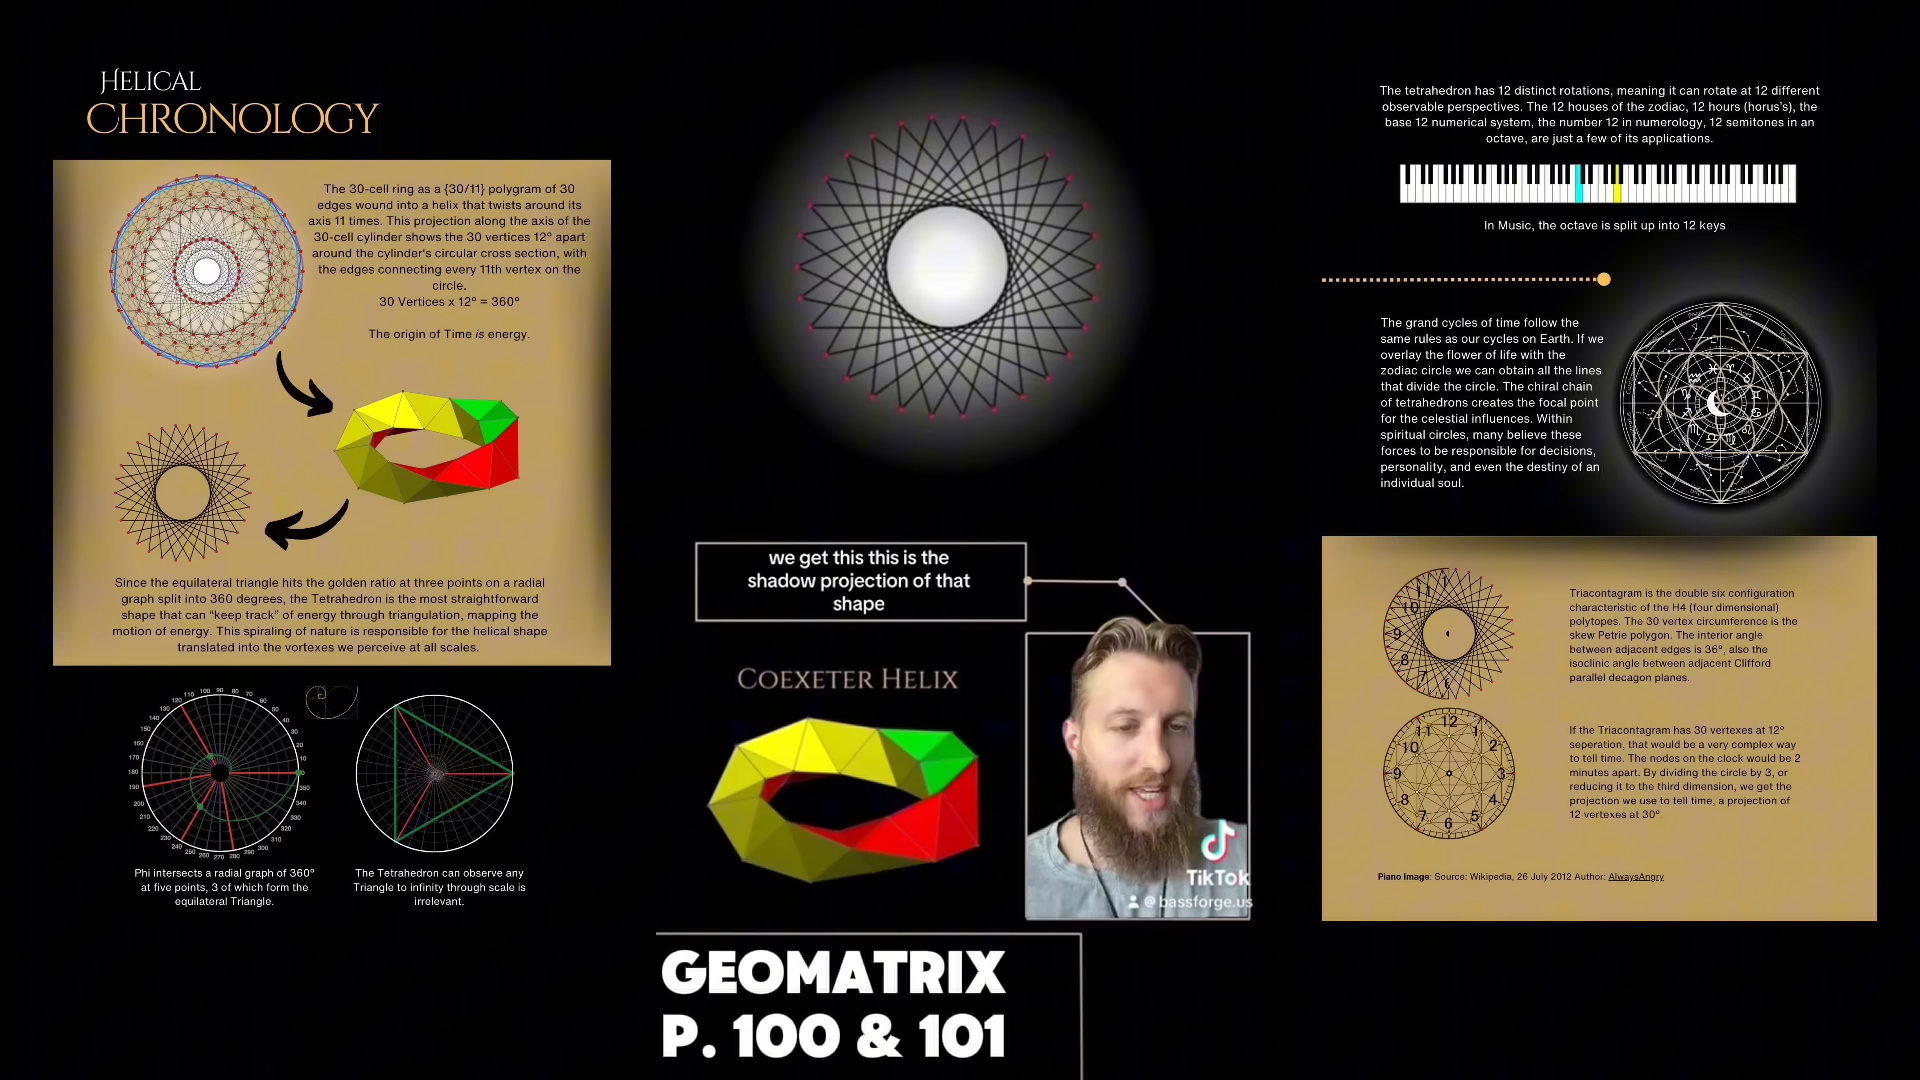 HELICAL
CHRONOLOGY
The 30-cell ring as a {30/11} polygram of 30
edges wound into a helix that twists around its
axis 11 times. This projection along the axis of the
30-cell cylinder shows the 30 vertices 12° apart
around the cylinder's circular cross section, with
the edges connecting every 11th vertex on the
circle.
30 Vertices x 12° = 360°
The origin of Time is energy.
Since the equilateral triangle hits the golden ratio at three points on a radial
graph split into 360 degrees, the Tetrahedron is the most straightforward
shape that can “keep track” of energy through triangulation, mapping the
motion of energy. This spiraling of nature is responsible for the helical shape
translated into the vortexes we perceive at all scales.
Phi intersects a radial graph of 360°
at five points, 3 of which form the
equilateral Triangle.
The Tetrahedron can observe any
Triangle to infinity through scale is
irrelevant.
we get this this is the
shadow projection of that
shape
COEXETER HELIX
TikTok
@bassforge.us
GEOMATRIX
P. 100 & 101
The tetrahedron has 12 distinct rotations, meaning it can rotate at 12 different
observable perspectives. The 12 houses of the zodiac, 12 hours (horus's), the
base 12 numerical system, the number 12 in numerology, 12 semitones in an
octave, are just a few of its applications.
In Music, the octave is split up into 12 keys
The grand cycles of time follow the
same rules as our cycles on Earth. If we
overlay the flower of life with the
zodiac circle we can obtain all the lines
that divide the circle. The chiral chain
of tetrahedrons creates the focal point
for the celestial influences. Within
spiritual circles, many believe these
forces to be responsible for decisions,
personality, and even the destiny of an
individual soul.
Triacontagram is the double six configuration
characteristic of the H4 (four dimensional)
polytopes. The 30 vertex circumference is the
skew Petrie polygon. The interior angle
between adjacent edges is 36°, also the
isoclinic angle between adjacent Clifford
parallel decagon planes.
If the Triacontagram has 30 vertexes at 12°
seperation, that would be a very complex way
to tell time. The nodes on the clock would be 2
minutes apart. By dividing the circle by 3, or
reducing it to the third dimension, we get the
projection we use to tell time, a projection of
12 vertexes at 30°.
Piano Image: Source: Wikipedia, 26 July 2012 Author: AlwaysAngry